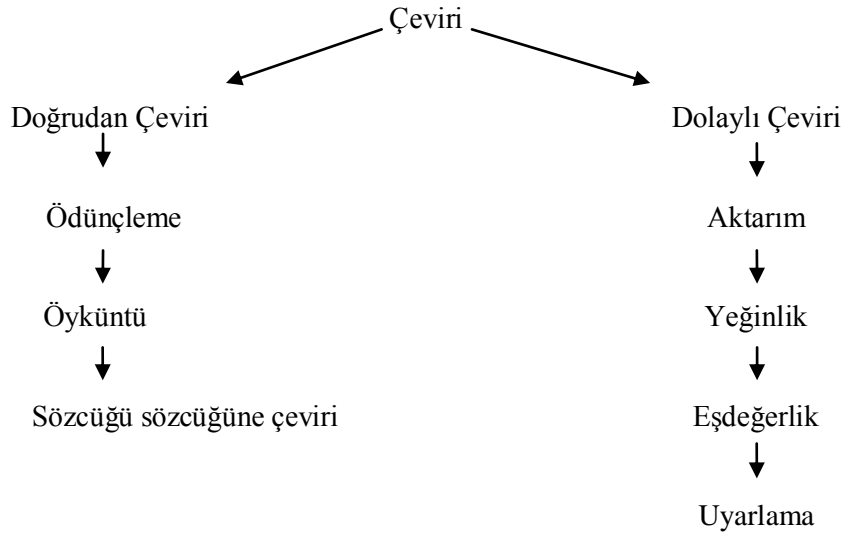 Çeviri
Doğrudan Çeviri
Dolaylı Çeviri
Ödünçleme
Aktarım
Öyküntü
Yeğinlik
Sözcüğü sözcüğüne çeviri
Eşdeğerlik
Uyarlama